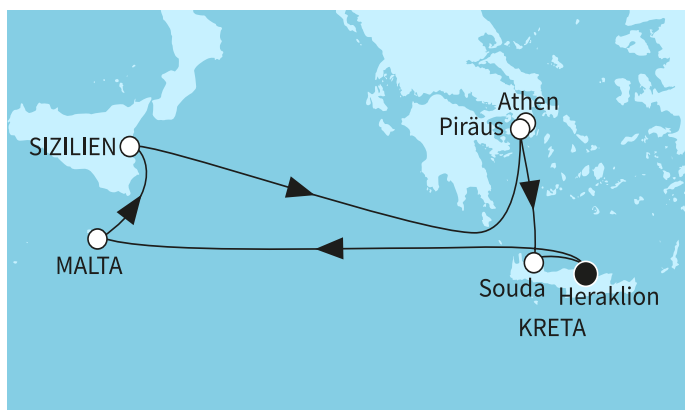 Athen
Piräus
SIZILIEN
MALTA
Souda
Heraklion
KRETA